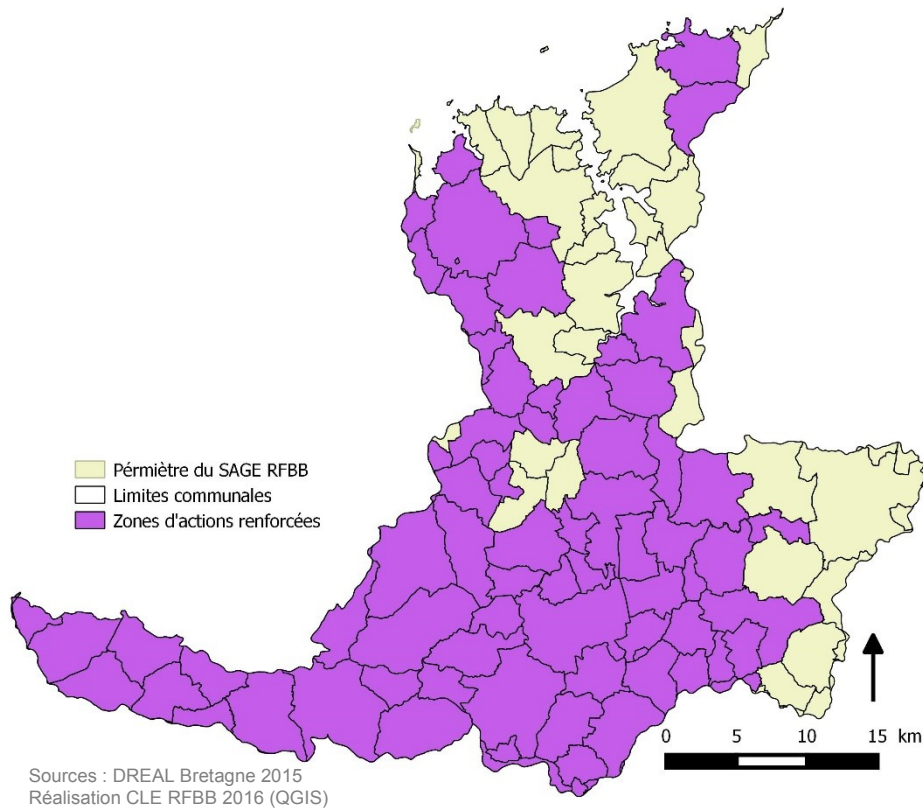 Pérmiètre du SAGE RFBB
Limites communales
Zones d'actions renforcées
0 5 10 15 km
Sources : DREAL Bretagne 2015
Réalisation CLE RFBB 2016 (QGIS)